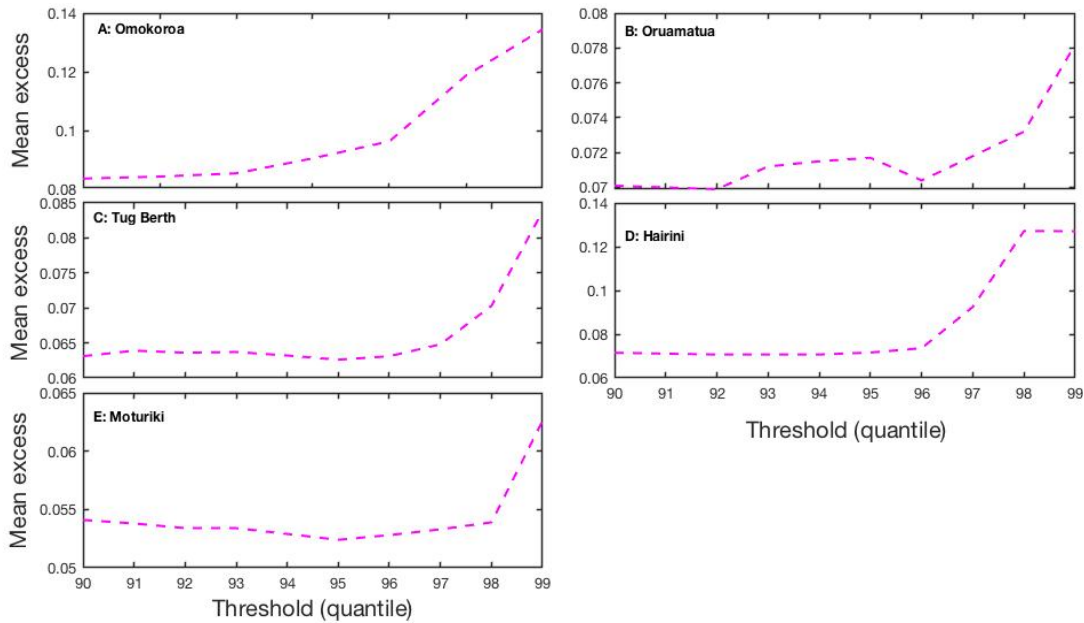 A: Omokoroa
Mean excess
0.14
0.12
0.1
0.08
B: Oruamatua
0.08
0.078
0.076
0.074
0.072
0.07
C: Tug Berth
Mean excess
0.085
0.08
0.075
0.07
0.065
0.06
D: Hairini
0.14
0.12
0.1
0.08
0.06
90 91 92 93 94 95 96 97 98 99
Threshold (quantile)
E: Moturiki
Mean excess
0.065
0.06
0.055
0.05
90 91 92 93 94 95 96 97 98 99
Threshold (quantile)